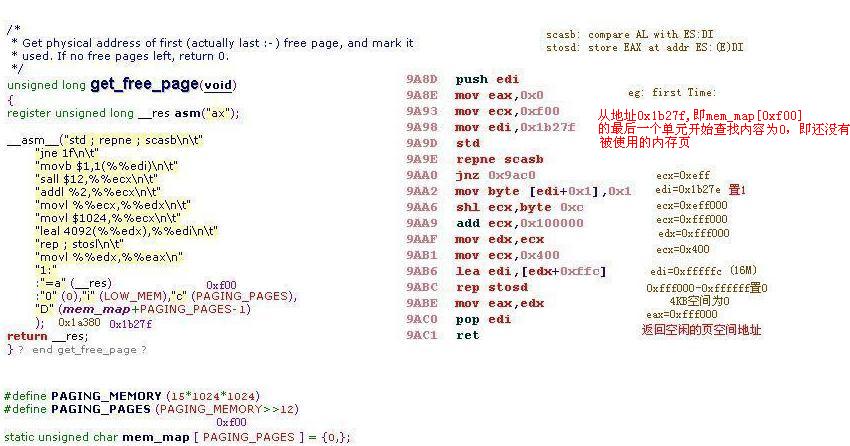 /*
* Get physical address of first (actually last :-) free page, and mark it
* used. If no free pages left, return 0.
*/
unsigned long get_free_page(void)
{
register unsigned long __res asm("ax");
__asm__("std ; repne ; scasb\n\t"
"jne 1f\n\t"
"movb $1,1(%%edi)\n\t"
"sall $12,%%ecx\n\t"
"addl %2,%%ecx\n\t"
"movl %%ecx,%%edx\n\t"
"movl $1024,%%ecx\n\t"
"leal 4092(%%edx),%%edi\n\t"
"rep ; stosl\n\t"
"movl %%edx,%%eax\n"
"1:"
:"=a" (__res)
0xf00
:"0" (0),"i" (LOW_MEM),"c" (PAGING_PAGES),
"D" (mem_map+PAGING_PAGES-1)
); 0x1a380 0x1b27f
return __res;
} ? end get_free_page ?
#define PAGING_MEMORY (15*1024*1024)
#define PAGING_PAGES (PAGING_MEMORY>>12)
0xf00
static unsigned char mem_map [ PAGING_PAGES ] = {0,};
scasb: compare AL with ES:DI
stosd: store EAX at addr ES:(E)DI
9A8D push edi
9A8E mov eax,0x0
9A93 mov ecx,0xf00
9A98 mov edi,0x1b27f
9A9D std
9A9E repne scasb
9AA0 jnz 0x9ac0
9AA2 mov byte [edi+0x1],0x1
9AA6 shl ecx,byte 0xc
9AA9 add ecx,0x100000
9AAF mov edx,ecx
9AB1 mov ecx,0x400
9AB6 lea edi,[edx+0xffc]
9ABC rep stosd
9ABE mov eax,edx
9AC0 pop edi
9AC1 ret
eg: first Time:
从地址0x1b27f,即mem_map[0xf00]
的最后一个单元开始查找内容为0，即还没有
被使用的内存页
ecx=0xeff
edi=0x1b27e 置1
ecx=0xeff000
ecx=0xfff000
edx=0xfff000
ecx=0x400
edi=0xfffffc (16M)
0xfff000-0xffffff置0
4KB空间为0
eax=0xfff000
返回空闲的页空间地址